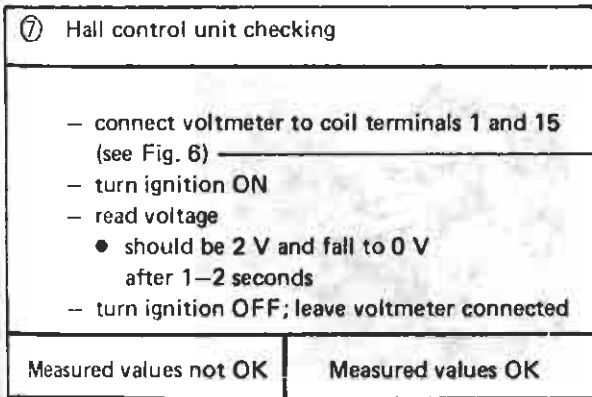 ⑦ Hall control unit checking
– connect voltmeter to coil terminals 1 and 15
(see Fig. 6)
– turn ignition ON
– read voltage
● should be 2 V and fall to 0 V
after 1–2 seconds
– turn ignition OFF; leave voltmeter connected
Measured values not OK
Measured values OK